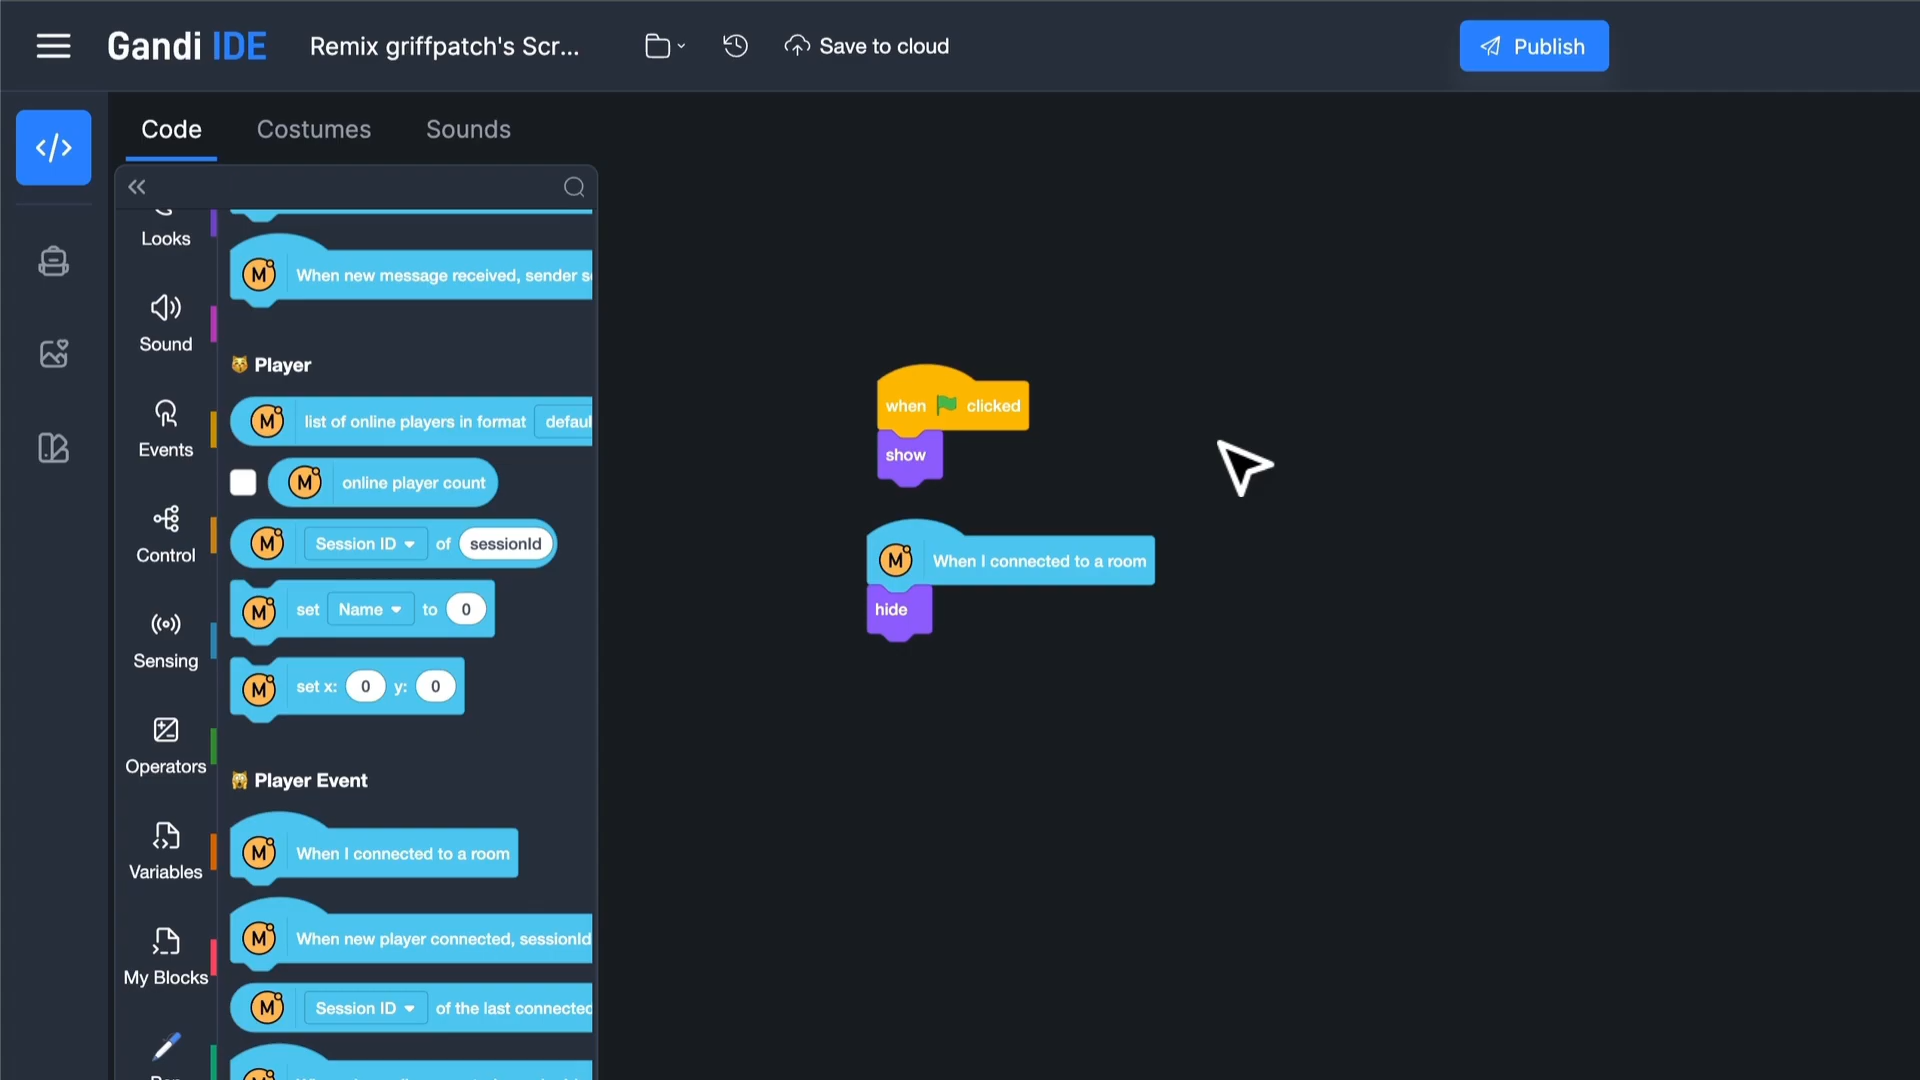 Gandi IDE
Remix griffpatch's Scr...
Save to cloud
Publish
Code
Costumes
Sounds
Looks
Sound
Events
Control
Sensing
Operators
Variables
My Blocks
M When new message received, sender
Player
M list of online players in format
M online player count
M Session ID of sessionId
M set Name to 0
M set x: 0 y: 0
Player Event
M When I connected to a room
M When new player connected, sessionId
M Session ID of the last connected
when clicked
show
M When I connected to a room
hide